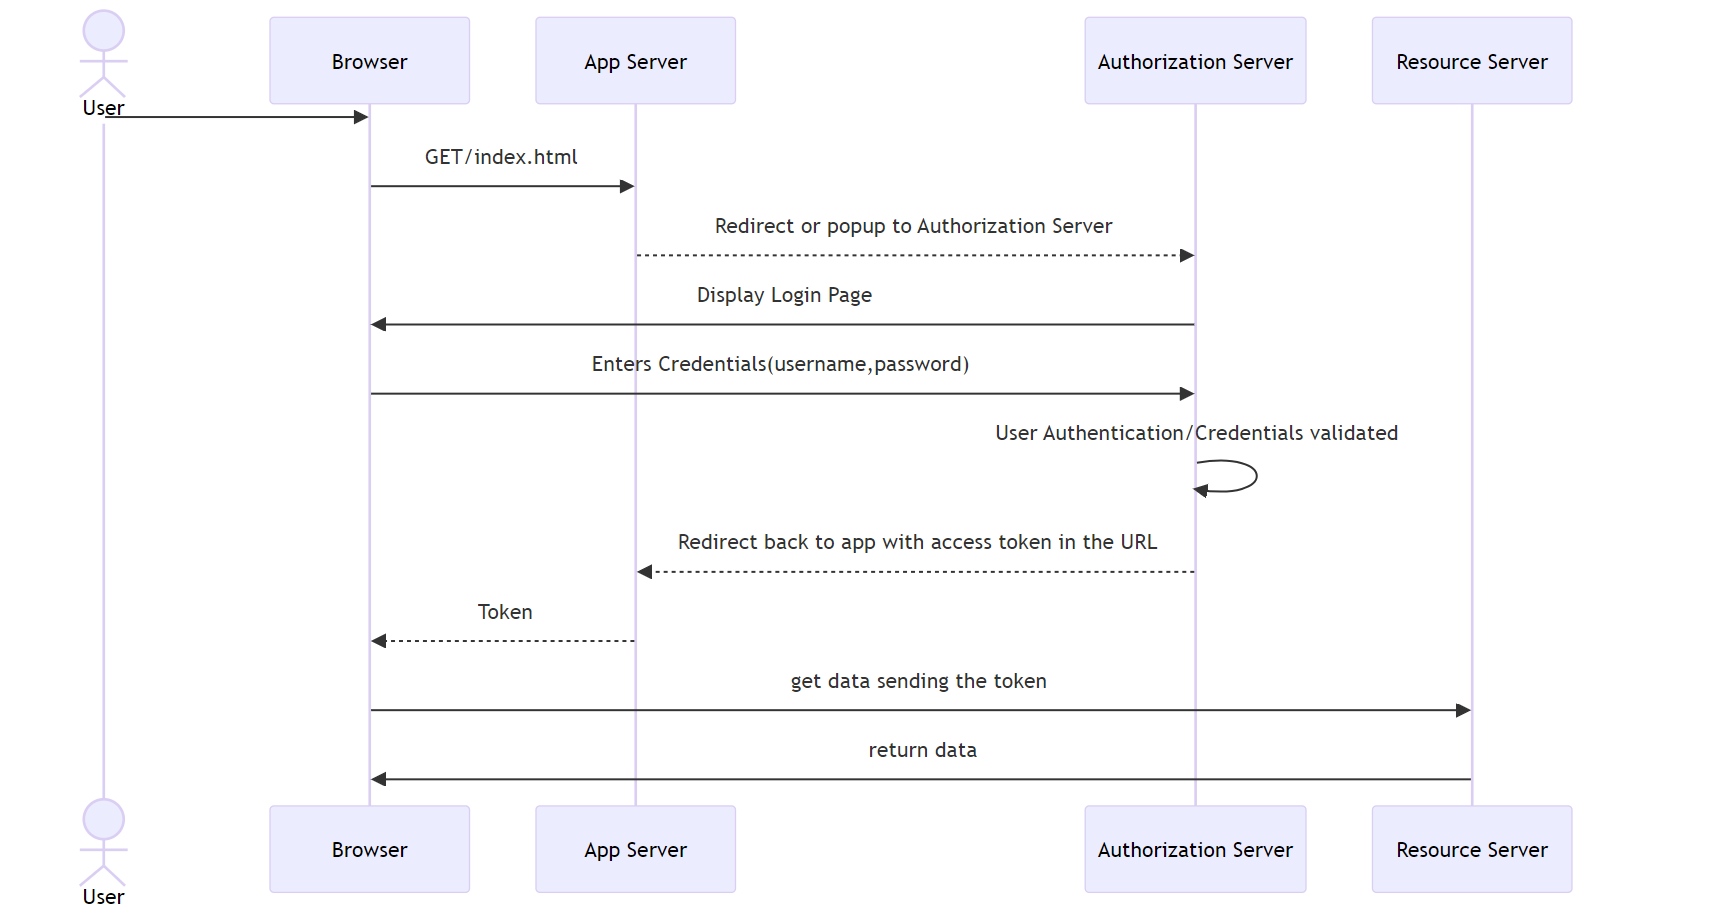 Browser
App Server
Authorization Server
Resource Server
User
GET/index.html
Redirect or popup to Authorization Server
Display Login Page
Enters Credentials(username,password)
User Authentication/Credentials validated
Redirect back to app with access token in the URL
Token
get data sending the token
return data
Browser
App Server
Authorization Server
Resource Server
User